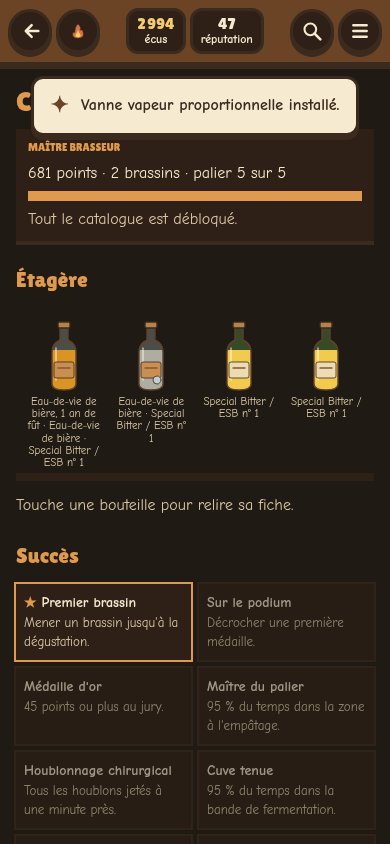 2 994
écus
47
réputation
C
Vanne vapeur proportionnelle installé.
MAÎTRE BRASSEUR
681 points · 2 brassins · palier 5 sur 5
Tout le catalogue est débloqué.
Étagère
Eau-de-vie de
bière, 1 an de
fût · Eau-de-vie
de bière ·
Special Bitter /
ESB n° 1
Eau-de-vie de
bière · Special
Bitter / ESB n°
1
Special Bitter /
ESB n° 1
Special Bitter /
ESB n° 1
Touche une bouteille pour relire sa fiche.
Succès
★ Premier brassin
Mener un brassin jusqu'à la
dégustation.
Sur le podium
Décrocher une première
médaille.
Médaille d'or
45 points ou plus au jury.
Maître du palier
95 % du temps dans la zone
à l'empâtage.
Houblonnage chirurgical
Tous les houblons jetés à
une minute près.
Cuve tenue
95 % du temps dans la
bande de fermentation.